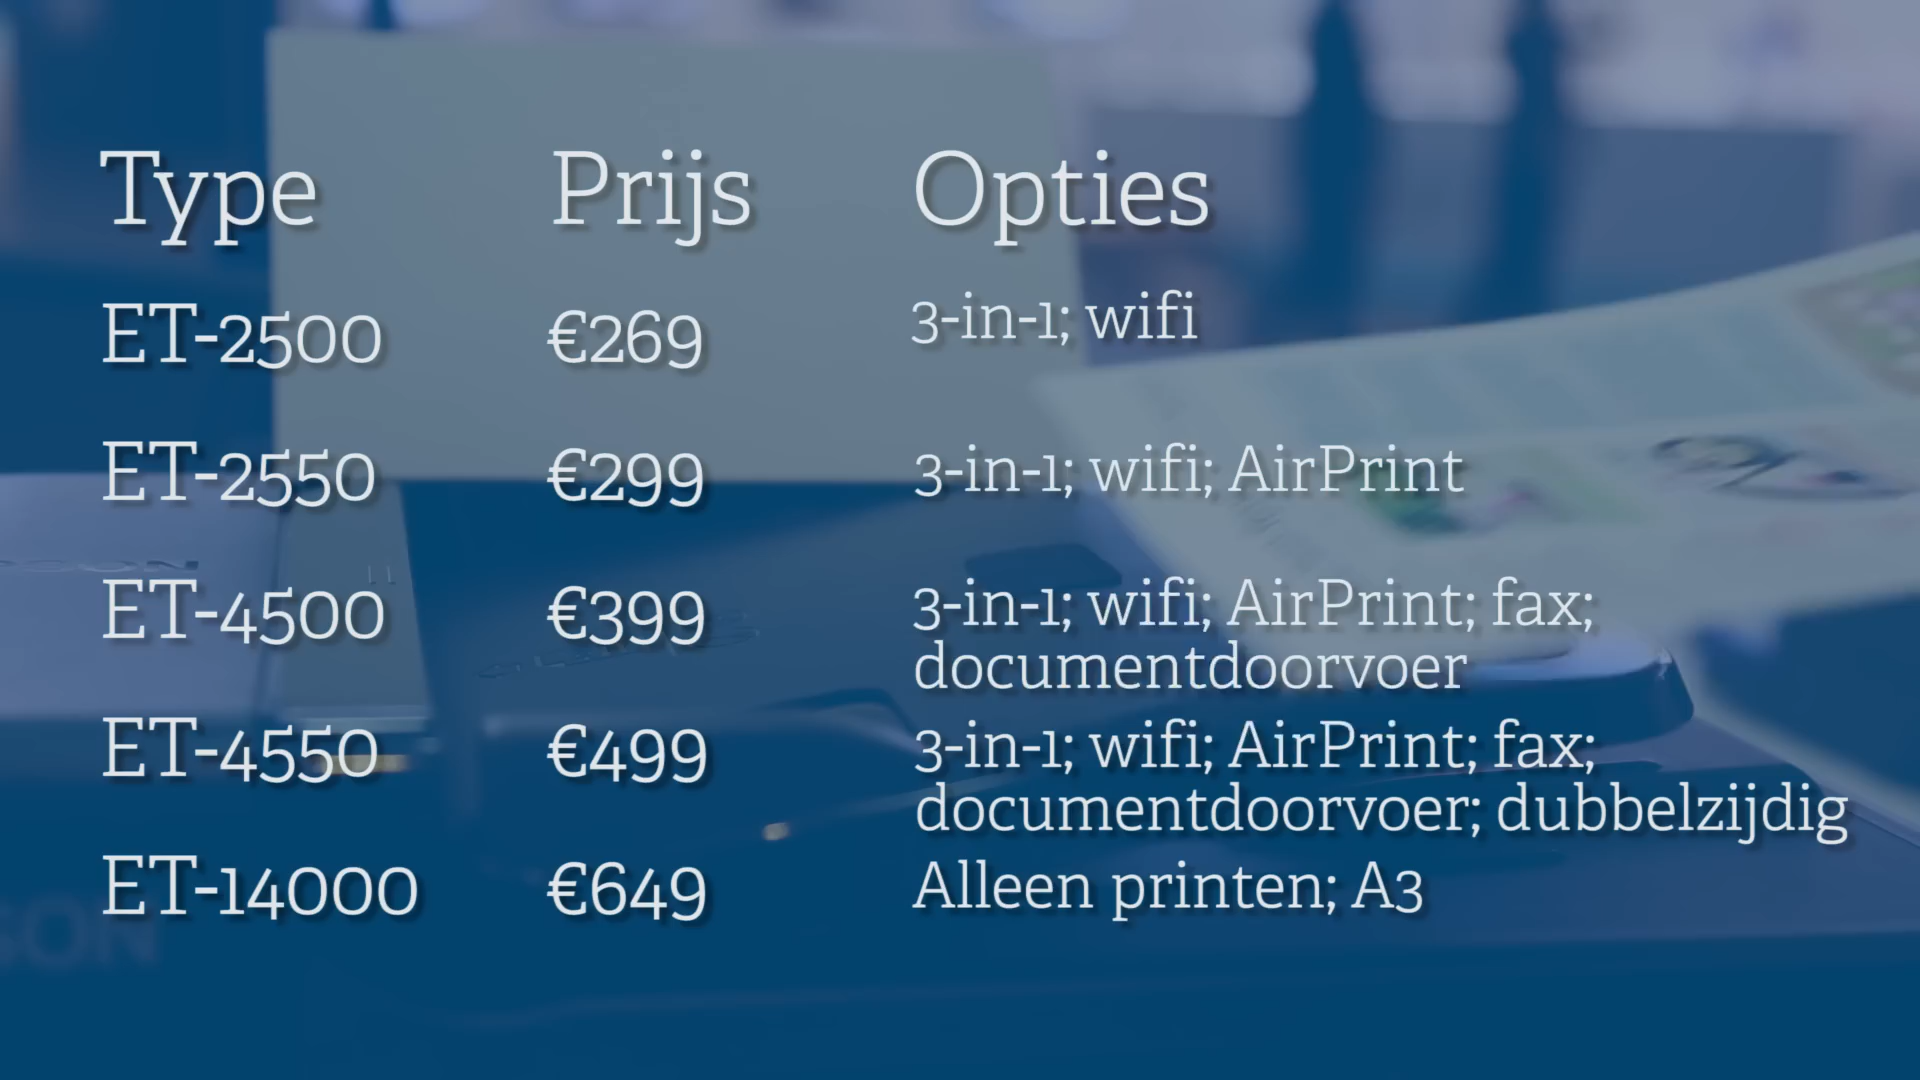 Type Prijs Opties
ET-2500 €269 3-in-1; wifi
ET-2550 €299 3-in-1; wifi; AirPrint
ET-4500 €399 3-in-1; wifi; AirPrint; fax;
documentdoorvoer
ET-4550 €499 3-in-1; wifi; AirPrint; fax;
documentdoorvoer; dubbelzijdig
ET-14000 €649 Alleen printen; A3